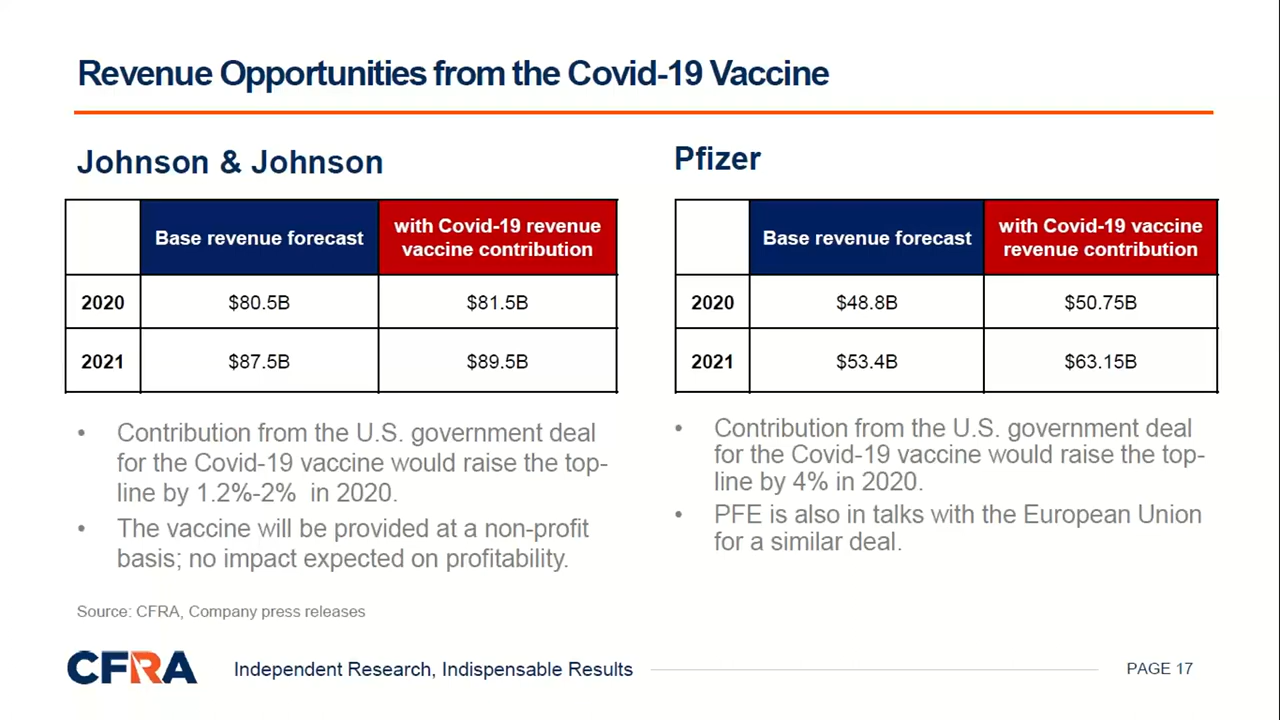 Revenue Opportunities from the Covid-19 Vaccine
Johnson & Johnson
Base revenue forecast
with Covid-19 revenue
vaccine contribution
2020 $80.5B $81.5B
2021 $87.5B $89.5B
• Contribution from the U.S. government deal
for the Covid-19 vaccine would raise the top-
line by 1.2%-2% in 2020.
• The vaccine will be provided at a non-profit
basis; no impact expected on profitability.
Pfizer
Base revenue forecast
with Covid-19 vaccine
revenue contribution
2020 $48.8B $50.75B
2021 $53.4B $63.15B
• Contribution from the U.S. government deal
for the Covid-19 vaccine would raise the top-
line by 4% in 2020.
• PFE is also in talks with the European Union
for a similar deal.
Source: CFRA, Company press releases
CFRA
Independent Research, Indispensable Results
PAGE 17